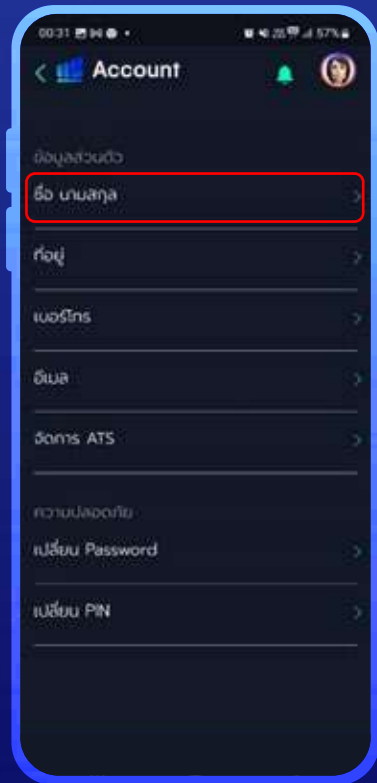 00:31
57%
Account
ข้อมูลส่วนตัว
ชื่อ นามสกุล
ที่อยู่
เบอร์โทร
อีเมล
จัดการ ATS
ความปลอดภัย
เปลี่ยน Password
เปลี่ยน PIN